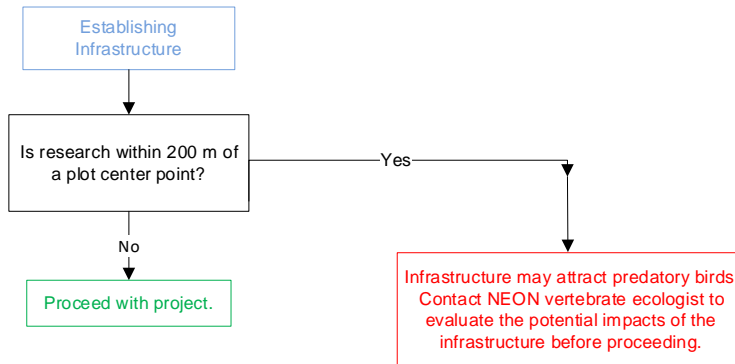 Establishing
Infrastructure
Is research within 200 m of
a plot center point?
Yes
No
Proceed with project.
Infrastructure may attract predatory birds
Contact NEON vertebrate ecologist to
evaluate the potential impacts of the
infrastructure before proceeding.